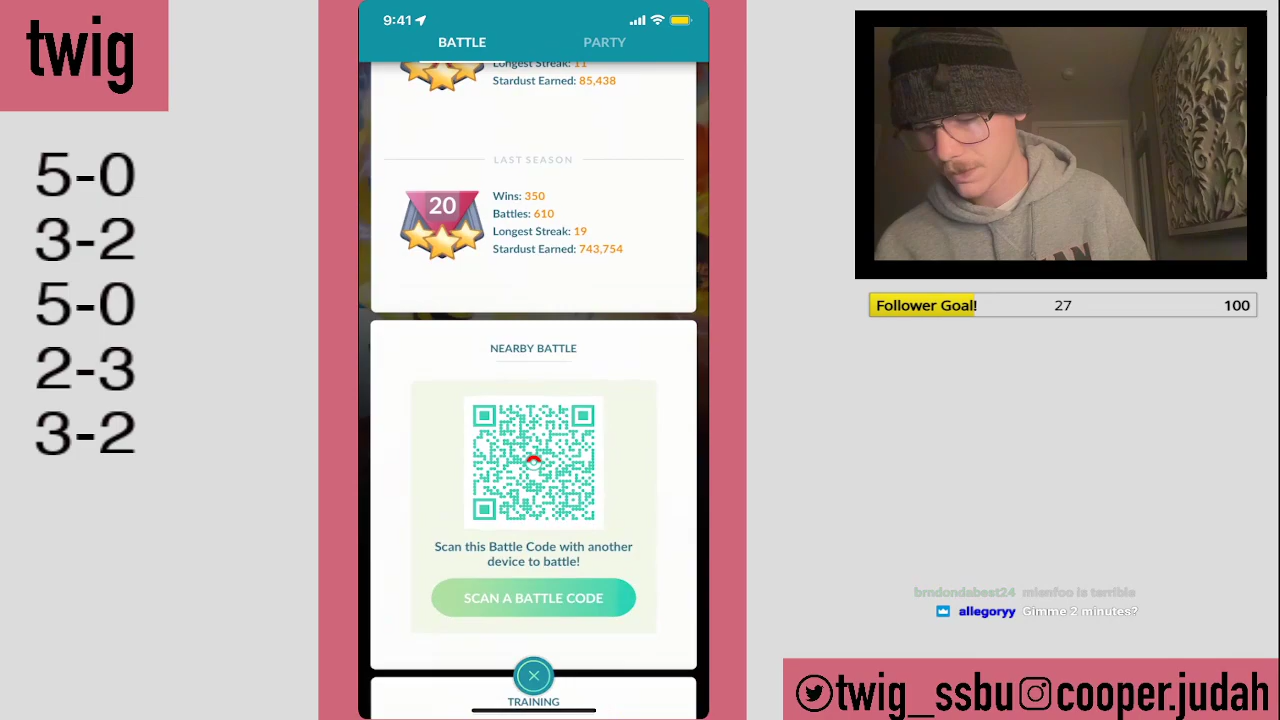 twig
5-0
3-2
5-0
2-3
3-2
9:41
BATTLE
PARTY
Longest Streak: 11
Stardust Earned: 85,438
LAST SEASON
20
Wins: 350
Battles: 610
Longest Streak: 19
Stardust Earned: 743,754
NEARBY BATTLE
Scan this Battle Code with another
device to battle!
SCAN A BATTLE CODE
TRAINING
Follower Goal! 27 100
bmdondabest24 mienfoo is terrible
allegoryy Gimme 2 minutes?
twig_ssbu cooper.judah